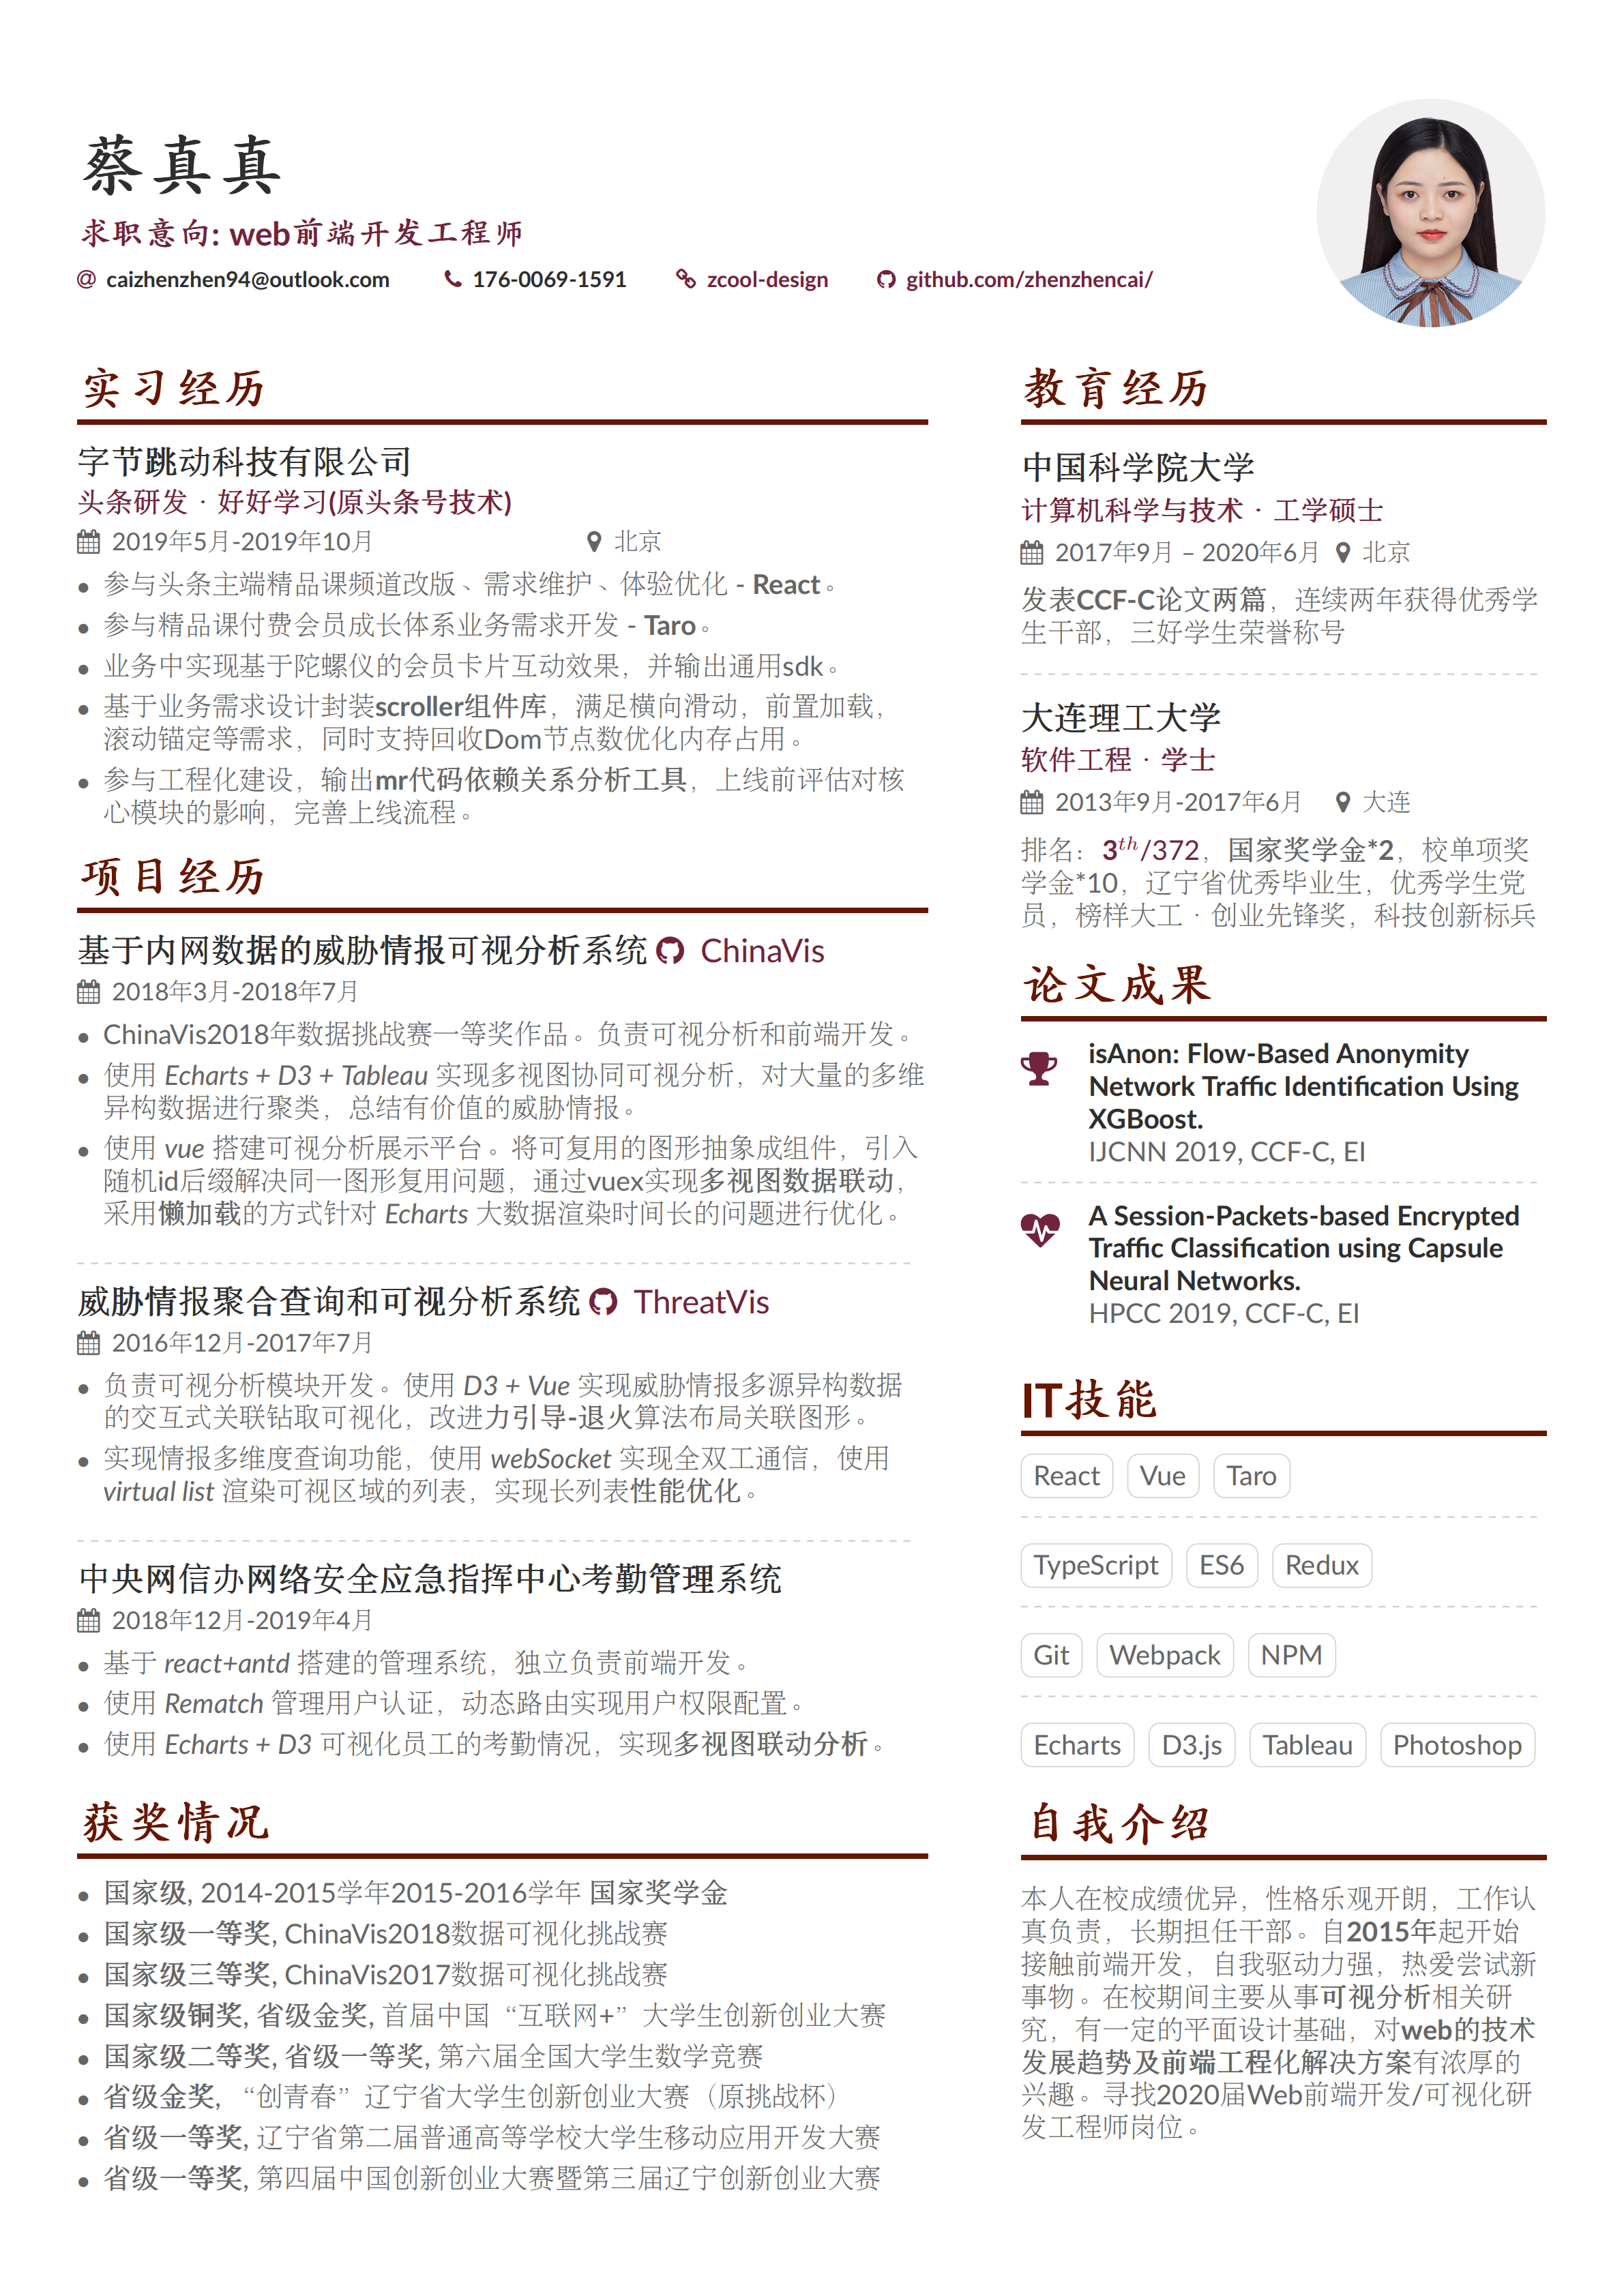 蔡真真
求职意向: web前端开发工程师
caizhenzhen94@outlook.com 176-0069-1591 zcool-design github.com/zhenzhencai/
实习经历
字节跳动科技有限公司
头条研发 · 好好学习(原头条号技术)
2019年5月-2019年10月 北京
• 参与头条主端精品课频道改版、需求维护、体验优化 - React。
• 参与精品课付费会员成长体系业务需求开发 - Taro。
• 业务中实现基于陀螺仪的会员卡片互动效果，并输出通用sdk。
• 基于业务需求设计封装scroller组件库，满足横向滑动，前置加载，
滚动锚定等需求，同时支持回收Dom节点数优化内存占用。
• 参与工程化建设，输出mr代码依赖关系分析工具，上线前评估对核
心模块的影响，完善上线流程。
项目经历
基于内网数据的威胁情报可视分析系统 ChinaVis
2018年3月-2018年7月
• ChinaVis2018年数据挑战赛一等奖作品。负责可视分析和前端开发。
• 使用 Echarts + D3 + Tableau 实现多视图协同可视分析，对大量的多维
异构数据进行聚类，总结有价值的威胁情报。
• 使用 vue 搭建可视分析展示平台。将可复用的图形抽象成组件，引入
随机id后缀解决同一图形复用问题，通过vuex实现多视图数据联动，
采用懒加载的方式针对 Echarts 大数据渲染时间长的问题进行优化。
威胁情报聚合查询和可视分析系统 ThreatVis
2016年12月-2017年7月
• 负责可视分析模块开发。使用 D3 + Vue 实现威胁情报多源异构数据
的交互式关联钻取可视化，改进力引导-退火算法布局关联图形。
• 实现情报多维度查询功能，使用 webSocket 实现全双工通信，使用
virtual list 渲染可视区域的列表，实现长列表性能优化。
中央网信办网络安全应急指挥中心考勤管理系统
2018年12月-2019年4月
• 基于 react+antd 搭建的管理系统，独立负责前端开发。
• 使用 Rematch 管理用户认证，动态路由实现用户权限配置。
• 使用 Echarts + D3 可视化员工的考勤情况，实现多视图联动分析。
获奖情况
• 国家级, 2014-2015学年2015-2016学年 国家奖学金
• 国家级一等奖, ChinaVis2018数据可视化挑战赛
• 国家级三等奖, ChinaVis2017数据可视化挑战赛
• 国家级铜奖, 省级金奖, 首届中国“互联网+”大学生创新创业大赛
• 国家级二等奖, 省级一等奖, 第六届全国大学生数学竞赛
• 省级金奖, “创青春”辽宁省大学生创新创业大赛（原挑战杯）
• 省级一等奖, 辽宁省第二届普通高等学校大学生移动应用开发大赛
• 省级一等奖, 第四届中国创新创业大赛暨第三届辽宁创新创业大赛
教育经历
中国科学院大学
计算机科学与技术 · 工学硕士
2017年9月 – 2020年6月 北京
发表CCF-C论文两篇，连续两年获得优秀学
生干部，三好学生荣誉称号
大连理工大学
软件工程 · 学士
2013年9月-2017年6月 大连
排名：3th/372，国家奖学金*2，校单项奖
学金*10，辽宁省优秀毕业生，优秀学生党
员，榜样大工 · 创业先锋奖，科技创新标兵
论文成果
isAnon: Flow-Based Anonymity
Network Traffic Identification Using
XGBoost.
IJCNN 2019, CCF-C, EI
A Session-Packets-based Encrypted
Traffic Classification using Capsule
Neural Networks.
HPCC 2019, CCF-C, EI
IT技能
React Vue Taro
TypeScript ES6 Redux
Git Webpack NPM
Echarts D3.js Tableau Photoshop
自我介绍
本人在校成绩优异，性格乐观开朗，工作认
真负责，长期担任干部。自2015年起开始
接触前端开发，自我驱动力强，热爱尝试新
事物。在校期间主要从事可视分析相关研
究，有一定的平面设计基础，对web的技术
发展趋势及前端工程化解决方案有浓厚的
兴趣。寻找2020届Web前端开发/可视化研
发工程师岗位。